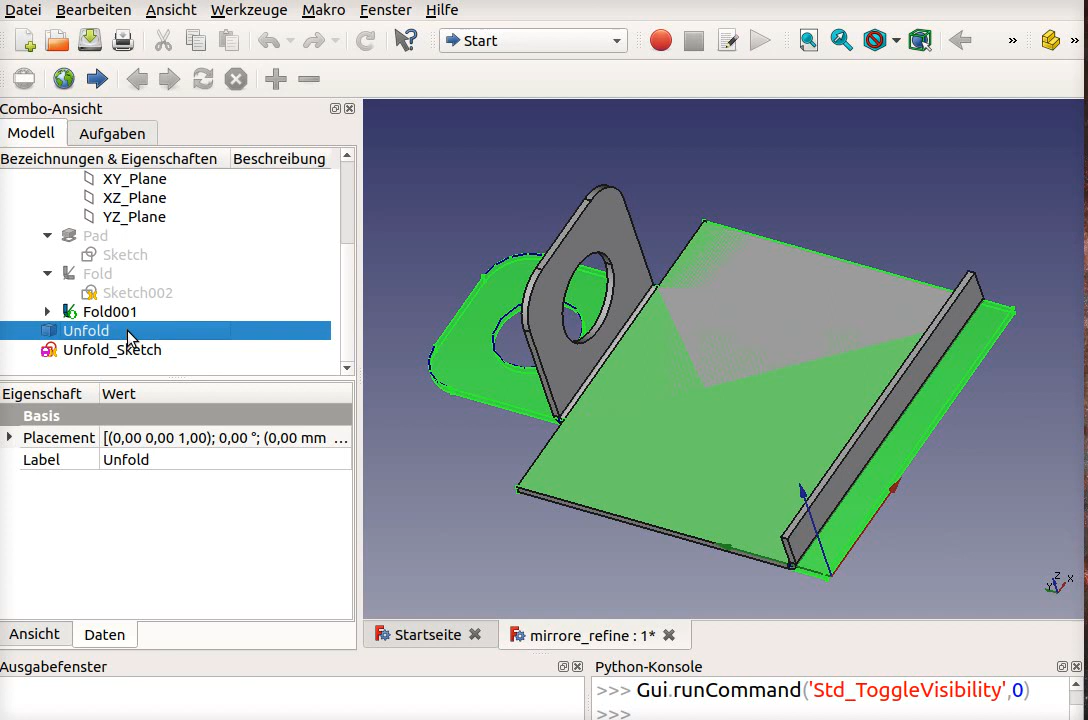 Datei Bearbeiten Ansicht Werkzeuge Makro Fenster Hilfe
Start
»
»
Combo-Ansicht
Modell Aufgaben
Bezeichnungen & Eigenschaften Beschreibung
XY_Plane
XZ_Plane
YZ_Plane
Pad
Sketch
Fold
Sketch002
Fold001
Unfold
Unfold_Sketch
Eigenschaft Wert
Basis
Placement [(0,00 0,00 1,00); 0,00 °; (0,00 mm ...
Label Unfold
Z
Y X
Ansicht Daten
Startseite mirrore_refine : 1*
Ausgabefenster
Python-Konsole
>>> Gui.runCommand('Std_ToggleVisibility',0)
>>>